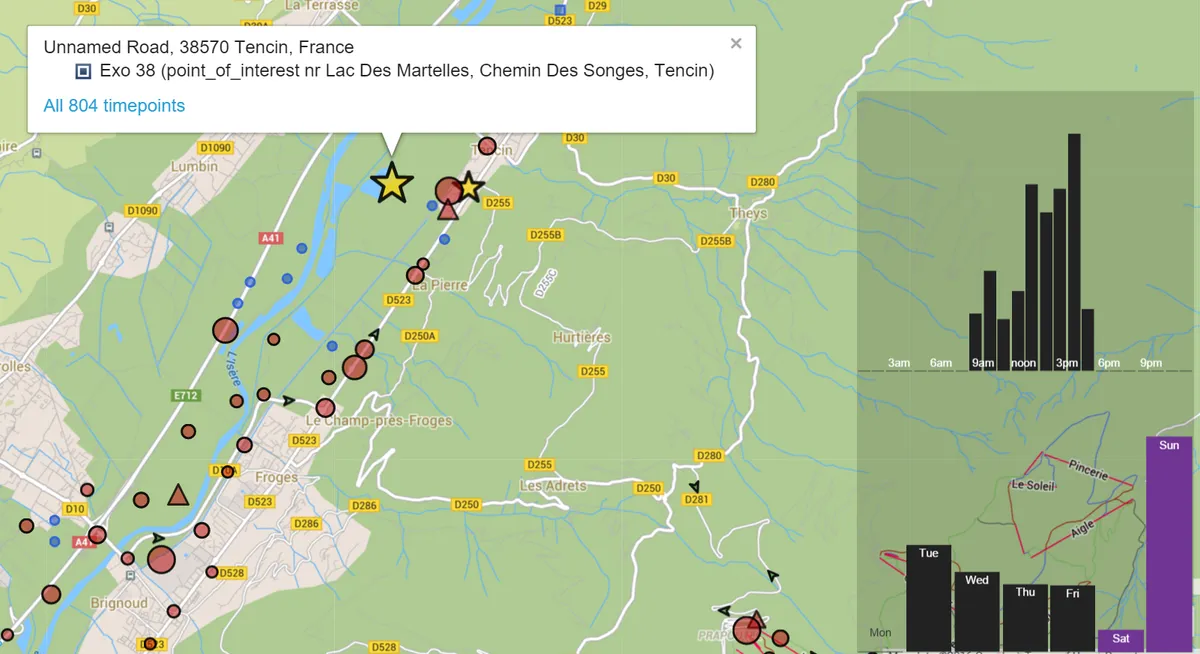 D30
La Terrasse
D29
D523
D30A
Unnamed Road, 38570 Tencin, France
×
Exo 38 (point_of_interest nr Lac Des Martelles, Chemin Des Songes, Tencin)
All 804 timepoints
D30
D1090
Tencin
Lumbin
D30
D280
D255
D1090
Theys
A41
D255B
D255B
D255C
La Pierre
D523
L'Isère
D250A
Hurtières
3am
6am
9am
noon
3pm
6pm
9pm
D255
E712
Le Champ-près-Froges
D523
Sun
D280
D255
Pincerie
Froges
Les Adrets
D250
Le Soleil
D281
D523
D286
D250
D10
D286
Aigle
Tue
D528
Wed
Thu
Fri
Brignoud
Mon
Sat
D523
D528